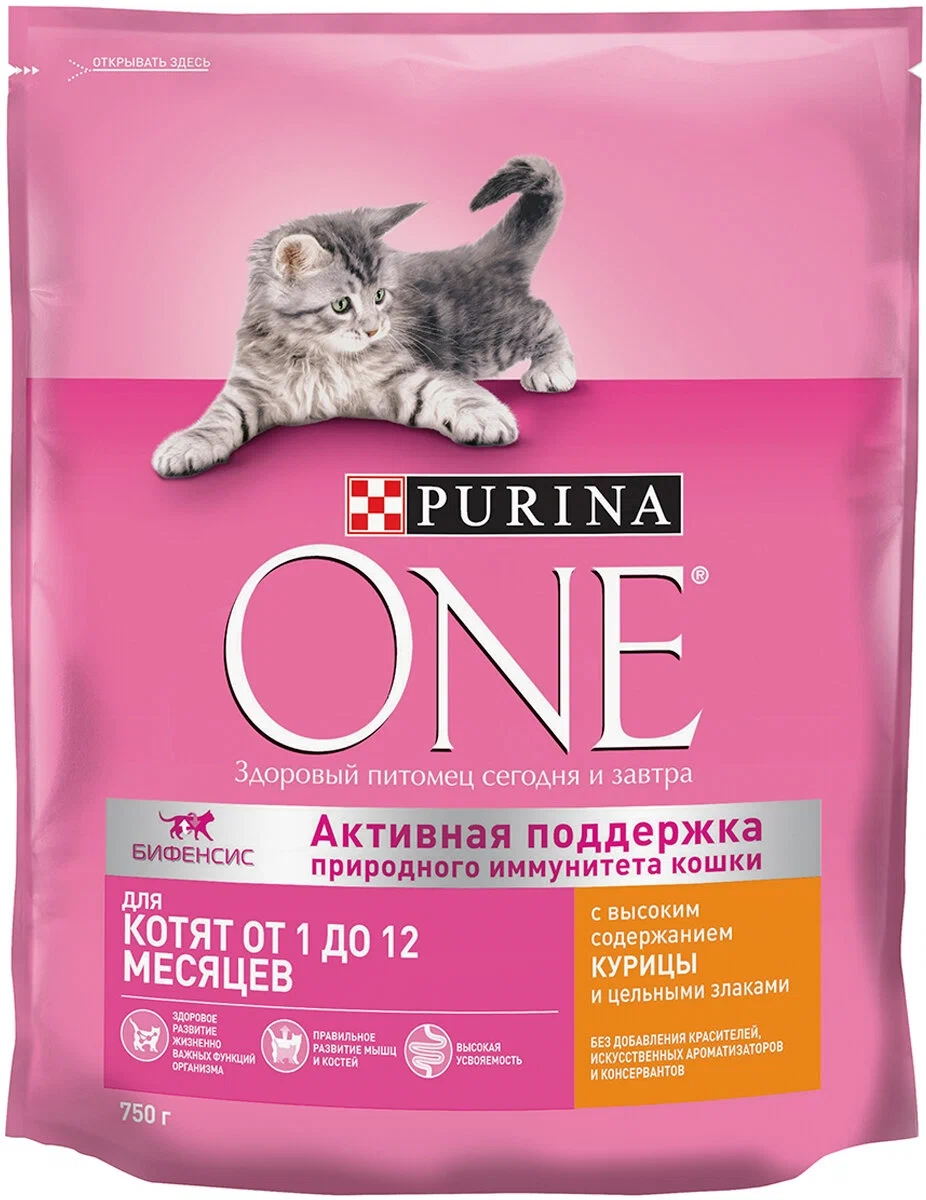 ОТКРЫВАТЬ ЗДЕСЬ
PURINA
ONE®
Здоровый питомец сегодня и завтра
БИФЕНСИС
Активная поддержка
природного иммунитета кошки
для
КОТЯТ ОТ 1 ДО 12
МЕСЯЦЕВ
ЗДОРОВОЕ
РАЗВИТИЕ
ЖИЗНЕННО
ВАЖНЫХ ФУНКЦИЙ
ОРГАНИЗМА
ПРАВИЛЬНОЕ
РАЗВИТИЕ МЫШЦ
И КОСТЕЙ
ВЫСОКАЯ
УСВОЯЕМОСТЬ
с высоким
содержанием
КУРИЦЫ
и цельными злаками
БЕЗ ДОБАВЛЕНИЯ КРАСИТЕЛЕЙ,
ИСКУССТВЕННЫХ АРОМАТИЗАТОРОВ
И КОНСЕРВАНТОВ
750 г